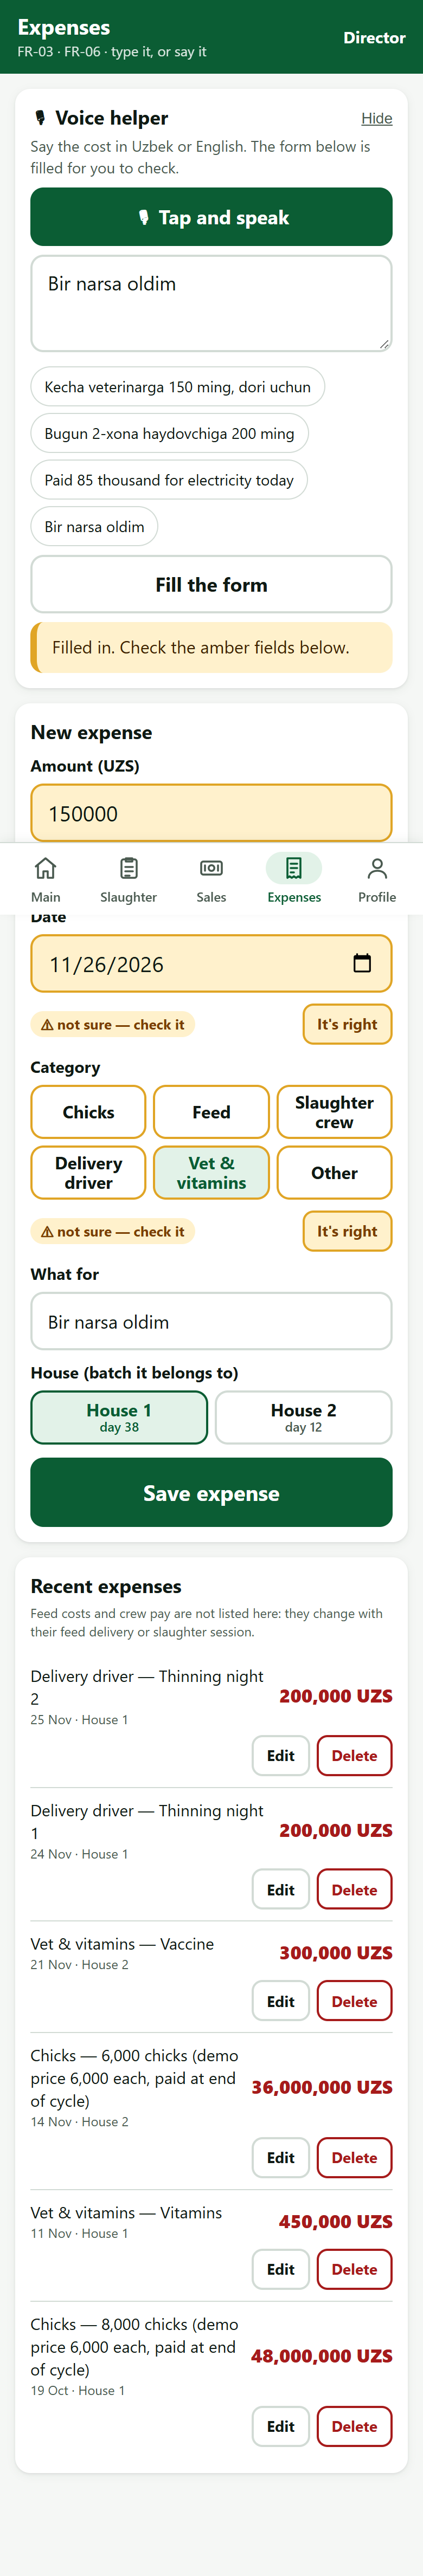 Expenses
FR-03 · FR-06 · type it, or say it
Director
Voice helper
Hide
Say the cost in Uzbek or English. The form below is
filled for you to check.
Tap and speak
Bir narsa oldim
Kecha veterinarga 150 ming, dori uchun
Bugun 2-xona haydovchiga 200 ming
Paid 85 thousand for electricity today
Bir narsa oldim
Fill the form
Filled in. Check the amber fields below.
New expense
Amount (UZS)
150000
Main
Slaughter
Sales
Expenses
Profile
Date
11/26/2026
⚠ not sure — check it
It's right
Category
Chicks
Feed
Slaughter
crew
Delivery
driver
Vet &
vitamins
Other
⚠ not sure — check it
It's right
What for
Bir narsa oldim
House (batch it belongs to)
House 1
day 38
House 2
day 12
Save expense
Recent expenses
Feed costs and crew pay are not listed here: they change with
their feed delivery or slaughter session.
Delivery driver — Thinning night
2
200,000 UZS
25 Nov · House 1
Edit
Delete
Delivery driver — Thinning night
1
200,000 UZS
24 Nov · House 1
Edit
Delete
Vet & vitamins — Vaccine
300,000 UZS
21 Nov · House 2
Edit
Delete
Chicks — 6,000 chicks (demo
price 6,000 each, paid at end
of cycle)
36,000,000 UZS
14 Nov · House 2
Edit
Delete
Vet & vitamins — Vitamins
450,000 UZS
11 Nov · House 1
Edit
Delete
Chicks — 8,000 chicks (demo
price 6,000 each, paid at end
of cycle)
48,000,000 UZS
19 Oct · House 1
Edit
Delete